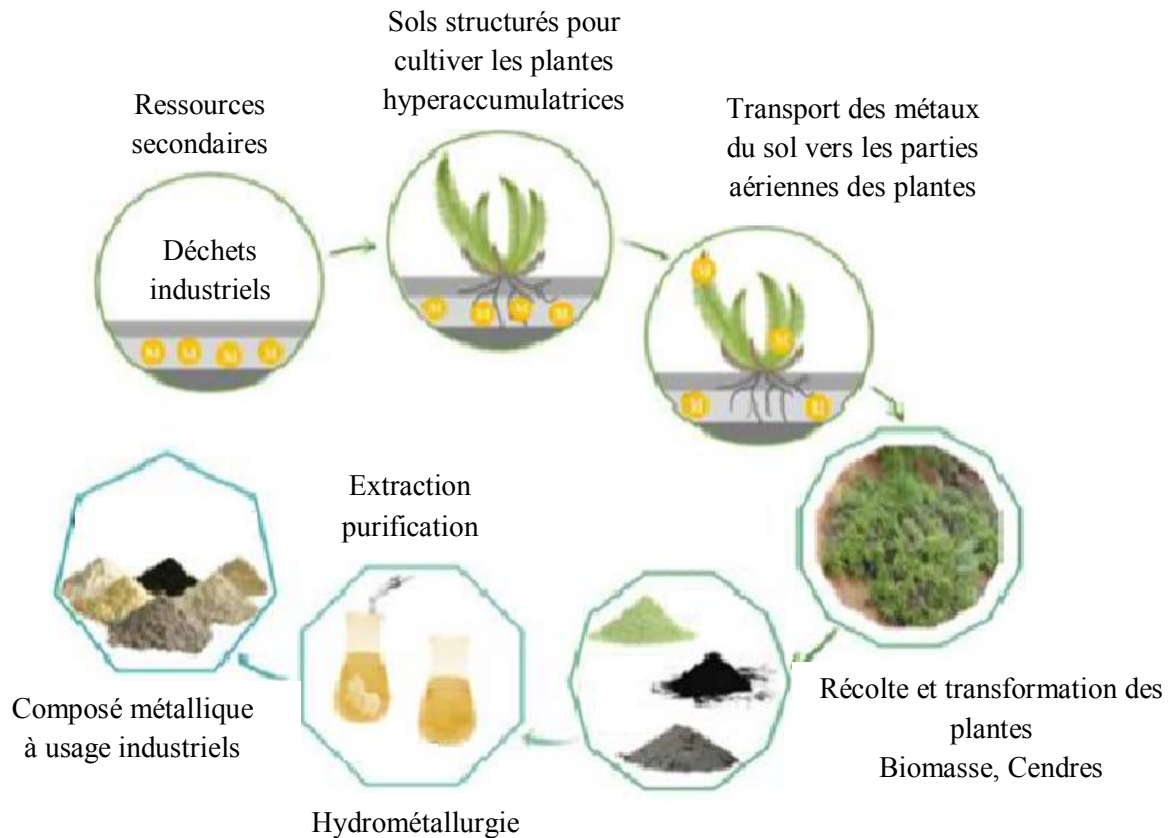 Sols structurés pour
cultiver les plantes
hyperaccumulatrices
Ressources
secondaires
Transport des métaux
du sol vers les parties
aériennes des plantes
Déchets
industriels
M M M M
M M M M
M
M
M M
Extraction
purification
Récolte et transformation des
plantes
Biomasse, Cendres
Composé métallique
à usage industriels
Hydrométallurgie